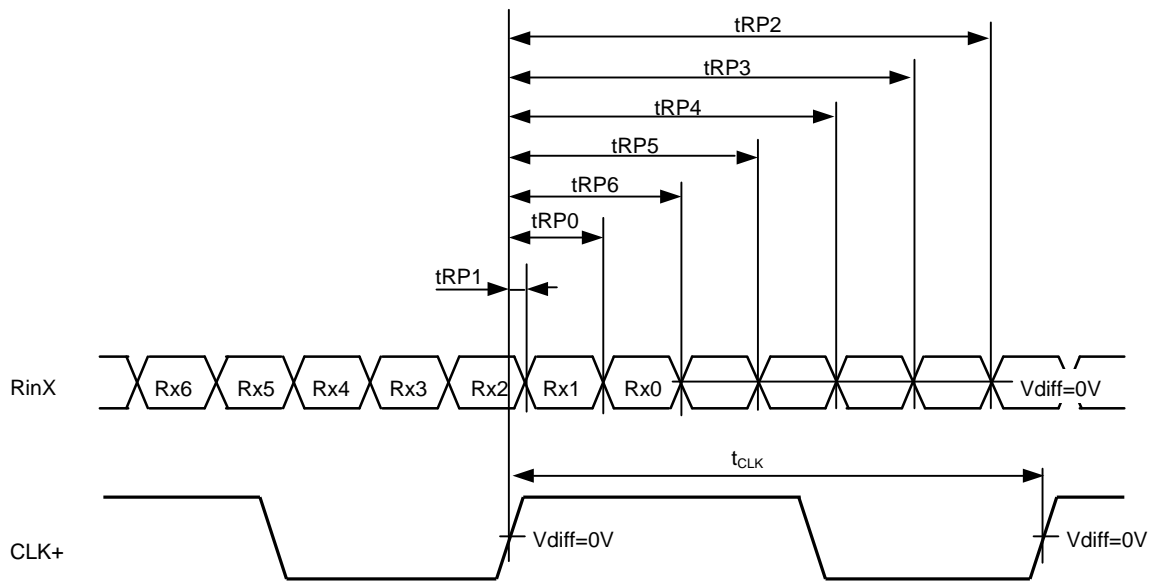 tRP2
tRP3
tRP4
tRP5
tRP6
tRP0
tRP1
RinX Rx6 Rx5 Rx4 Rx3 Rx2 Rx1 Rx0 Vdiff=0V
tCLK
CLK+ Vdiff=0V Vdiff=0V